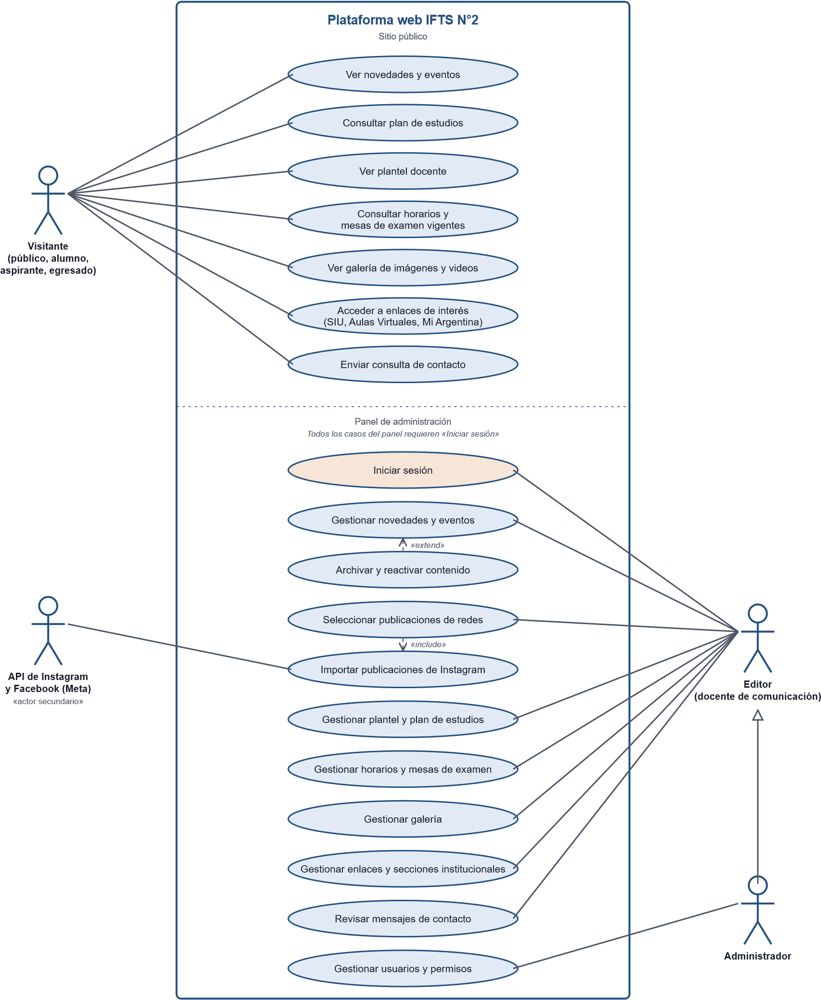 Plataforma web IFTS N°2
Sitio público
Ver novedades y eventos
Consultar plan de estudios
Ver plantel docente
Consultar horarios y
mesas de examen vigentes
Ver galería de imágenes y videos
Acceder a enlaces de interés
(SIU, Aulas Virtuales, Mi Argentina)
Enviar consulta de contacto
Visitante
(público, alumno,
aspirante, egresado)
Panel de administración
Todos los casos del panel requieren «Iniciar sesión»
Iniciar sesión
Gestionar novedades y eventos
«extend»
Archivar y reactivar contenido
Seleccionar publicaciones de redes
«include»
Importar publicaciones de Instagram
API de Instagram
y Facebook (Meta)
«actor secundario»
Editor
(docente de comunicación)
Gestionar plantel y plan de estudios
Gestionar horarios y mesas de examen
Gestionar galería
Gestionar enlaces y secciones institucionales
Revisar mensajes de contacto
Gestionar usuarios y permisos
Administrador